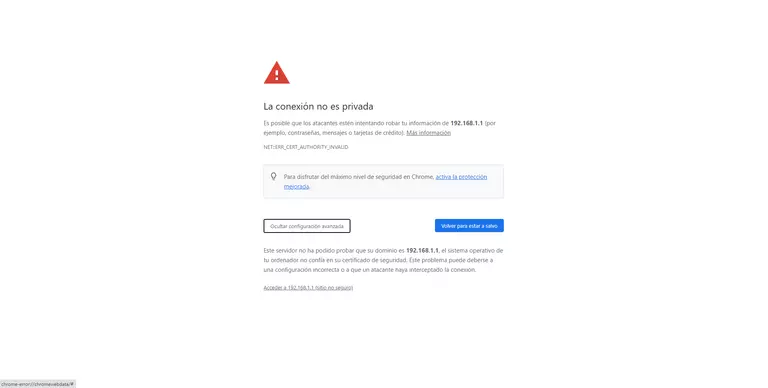 La conexión no es privada
Es posible que los atacantes estén intentando robar tu información de 192.168.1.1 (por
ejemplo, contraseñas, mensajes o tarjetas de crédito). Más información
NET::ERR_CERT_AUTHORITY_INVALID
Para disfrutar del máximo nivel de seguridad en Chrome, activa la protección
mejorada.
Ocultar configuración avanzada
Volver para estar a salvo
Este servidor no ha podido probar que su dominio es 192.168.1.1, el sistema operativo de
tu ordenador no confía en su certificado de seguridad. Este problema puede deberse a
una configuración incorrecta o a que un atacante haya interceptado la conexión.
Acceder a 192.168.1.1 (sitio no seguro)
chrome-error://chromewebdata/#